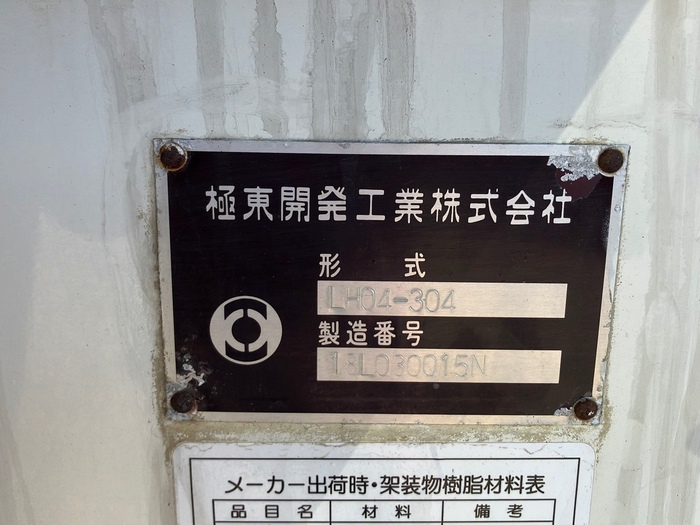 極東開発工業株式会社
形式
LH04-304
製造番号
13L030015N
メーカー出荷時・架装物樹脂材料表
品目名 材料 備考